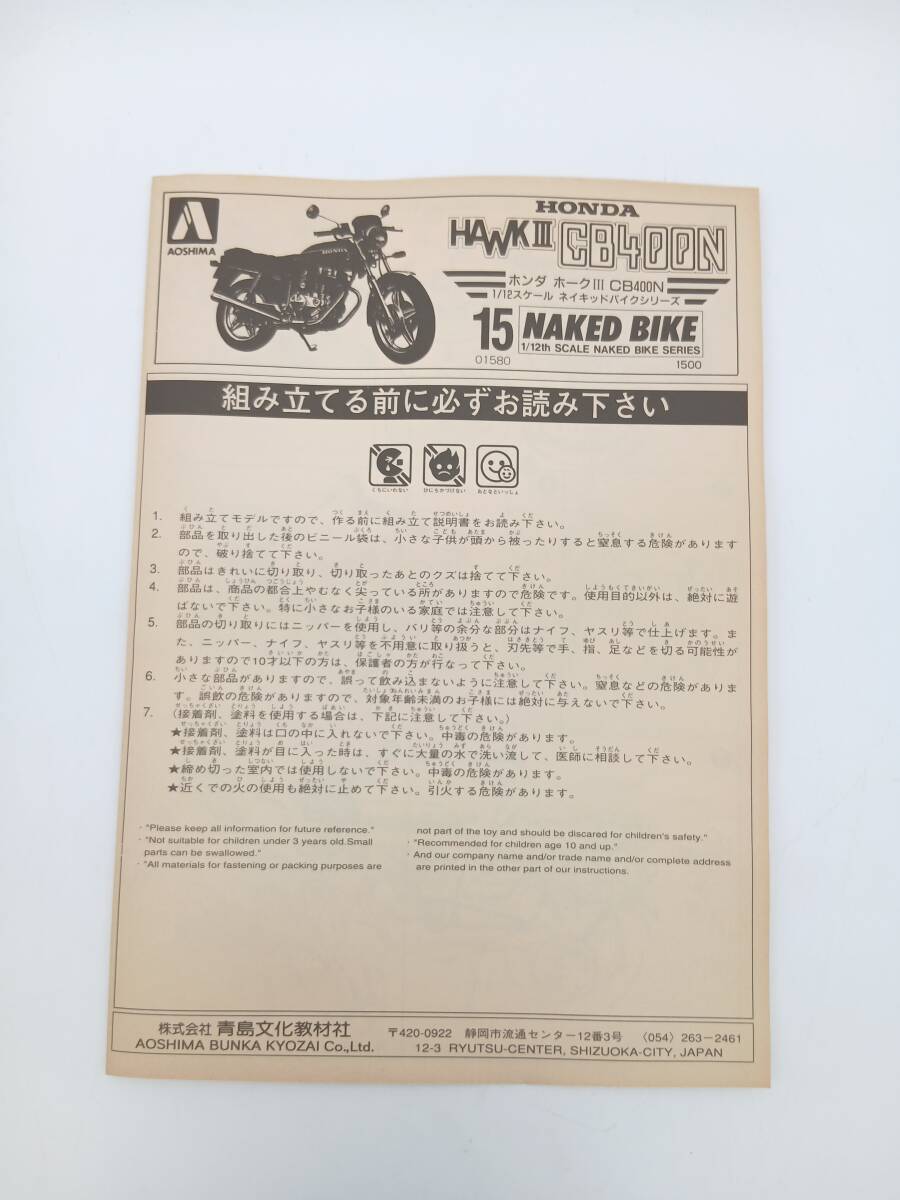 AOSHIMA
HONDA
HONDA
HAWK III CB400N
ホンダ ホークIII CB400N
1/12スケール ネイキッドバイクシリーズ
15 NAKED BIKE
1/12th SCALE NAKED BIKE SERIES
01580
1500
組み立てる前に必ずお読み下さい
くちにいれない ひにちかづけない おとなといっしょ
1. 組み立てモデルですので、作る前に組み立て説明書をお読み下さい。
2. 部品を取り出した後のビニール袋は、小さな子供が頭から被ったりすると窒息する危険があります
ので、破り捨てて下さい。
3. 部品はきれいに切り取り、切り取ったあとのクズは捨てて下さい。
4. 部品は、商品の都合上やむなく尖っている所がありますので危険です。使用目的以外は、絶対に遊
ばないで下さい。特に小さなお子様のいる家庭では注意して下さい。
5. 部品の切り取りにはニッパーを使用し、バリ等の余分な部分はナイフ、ヤスリ等で仕上げます。ま
た、ニッパー、ナイフ、ヤスリ等を不用意に取り扱うと、刃先等で手、指、足などを切る可能性が
ありますので10才以下の方は、保護者の方が行なって下さい。
6. 小さな部品がありますので、誤って飲み込まないように注意して下さい。窒息などの危険がありま
す。誤飲の危険がありますので、対象年齢未満のお子様には絶対に与えないで下さい。
7. (接着剤、塗料を使用する場合は、下記に注意して下さい。)
★接着剤、塗料は口の中に入れないで下さい。中毒の危険があります。
★接着剤、塗料が目に入った時は、すぐに大量の水で洗い流して、医師に相談して下さい。
★締め切った室内では使用しないで下さい。中毒の危険があります。
★近くでの火の使用も絶対に止めて下さい。引火する危険があります。
· "Please keep all information for future reference."
· "Not suitable for children under 3 years old.Small
parts can be swallowed."
· "All materials for fastening or packing purposes are
not part of the toy and should be discared for children's safety."
· "Recommended for children age 10 and up."
· And our company name and/or trade name and/or complete address
are printed in the other part of our instructions.
株式会社 青島文化教材社
AOSHIMA BUNKA KYOZAI Co.,Ltd.
〒420-0922 静岡市流通センター12番3号 〈054〉263-2461
12-3 RYUTSU-CENTER, SHIZUOKA-CITY, JAPAN